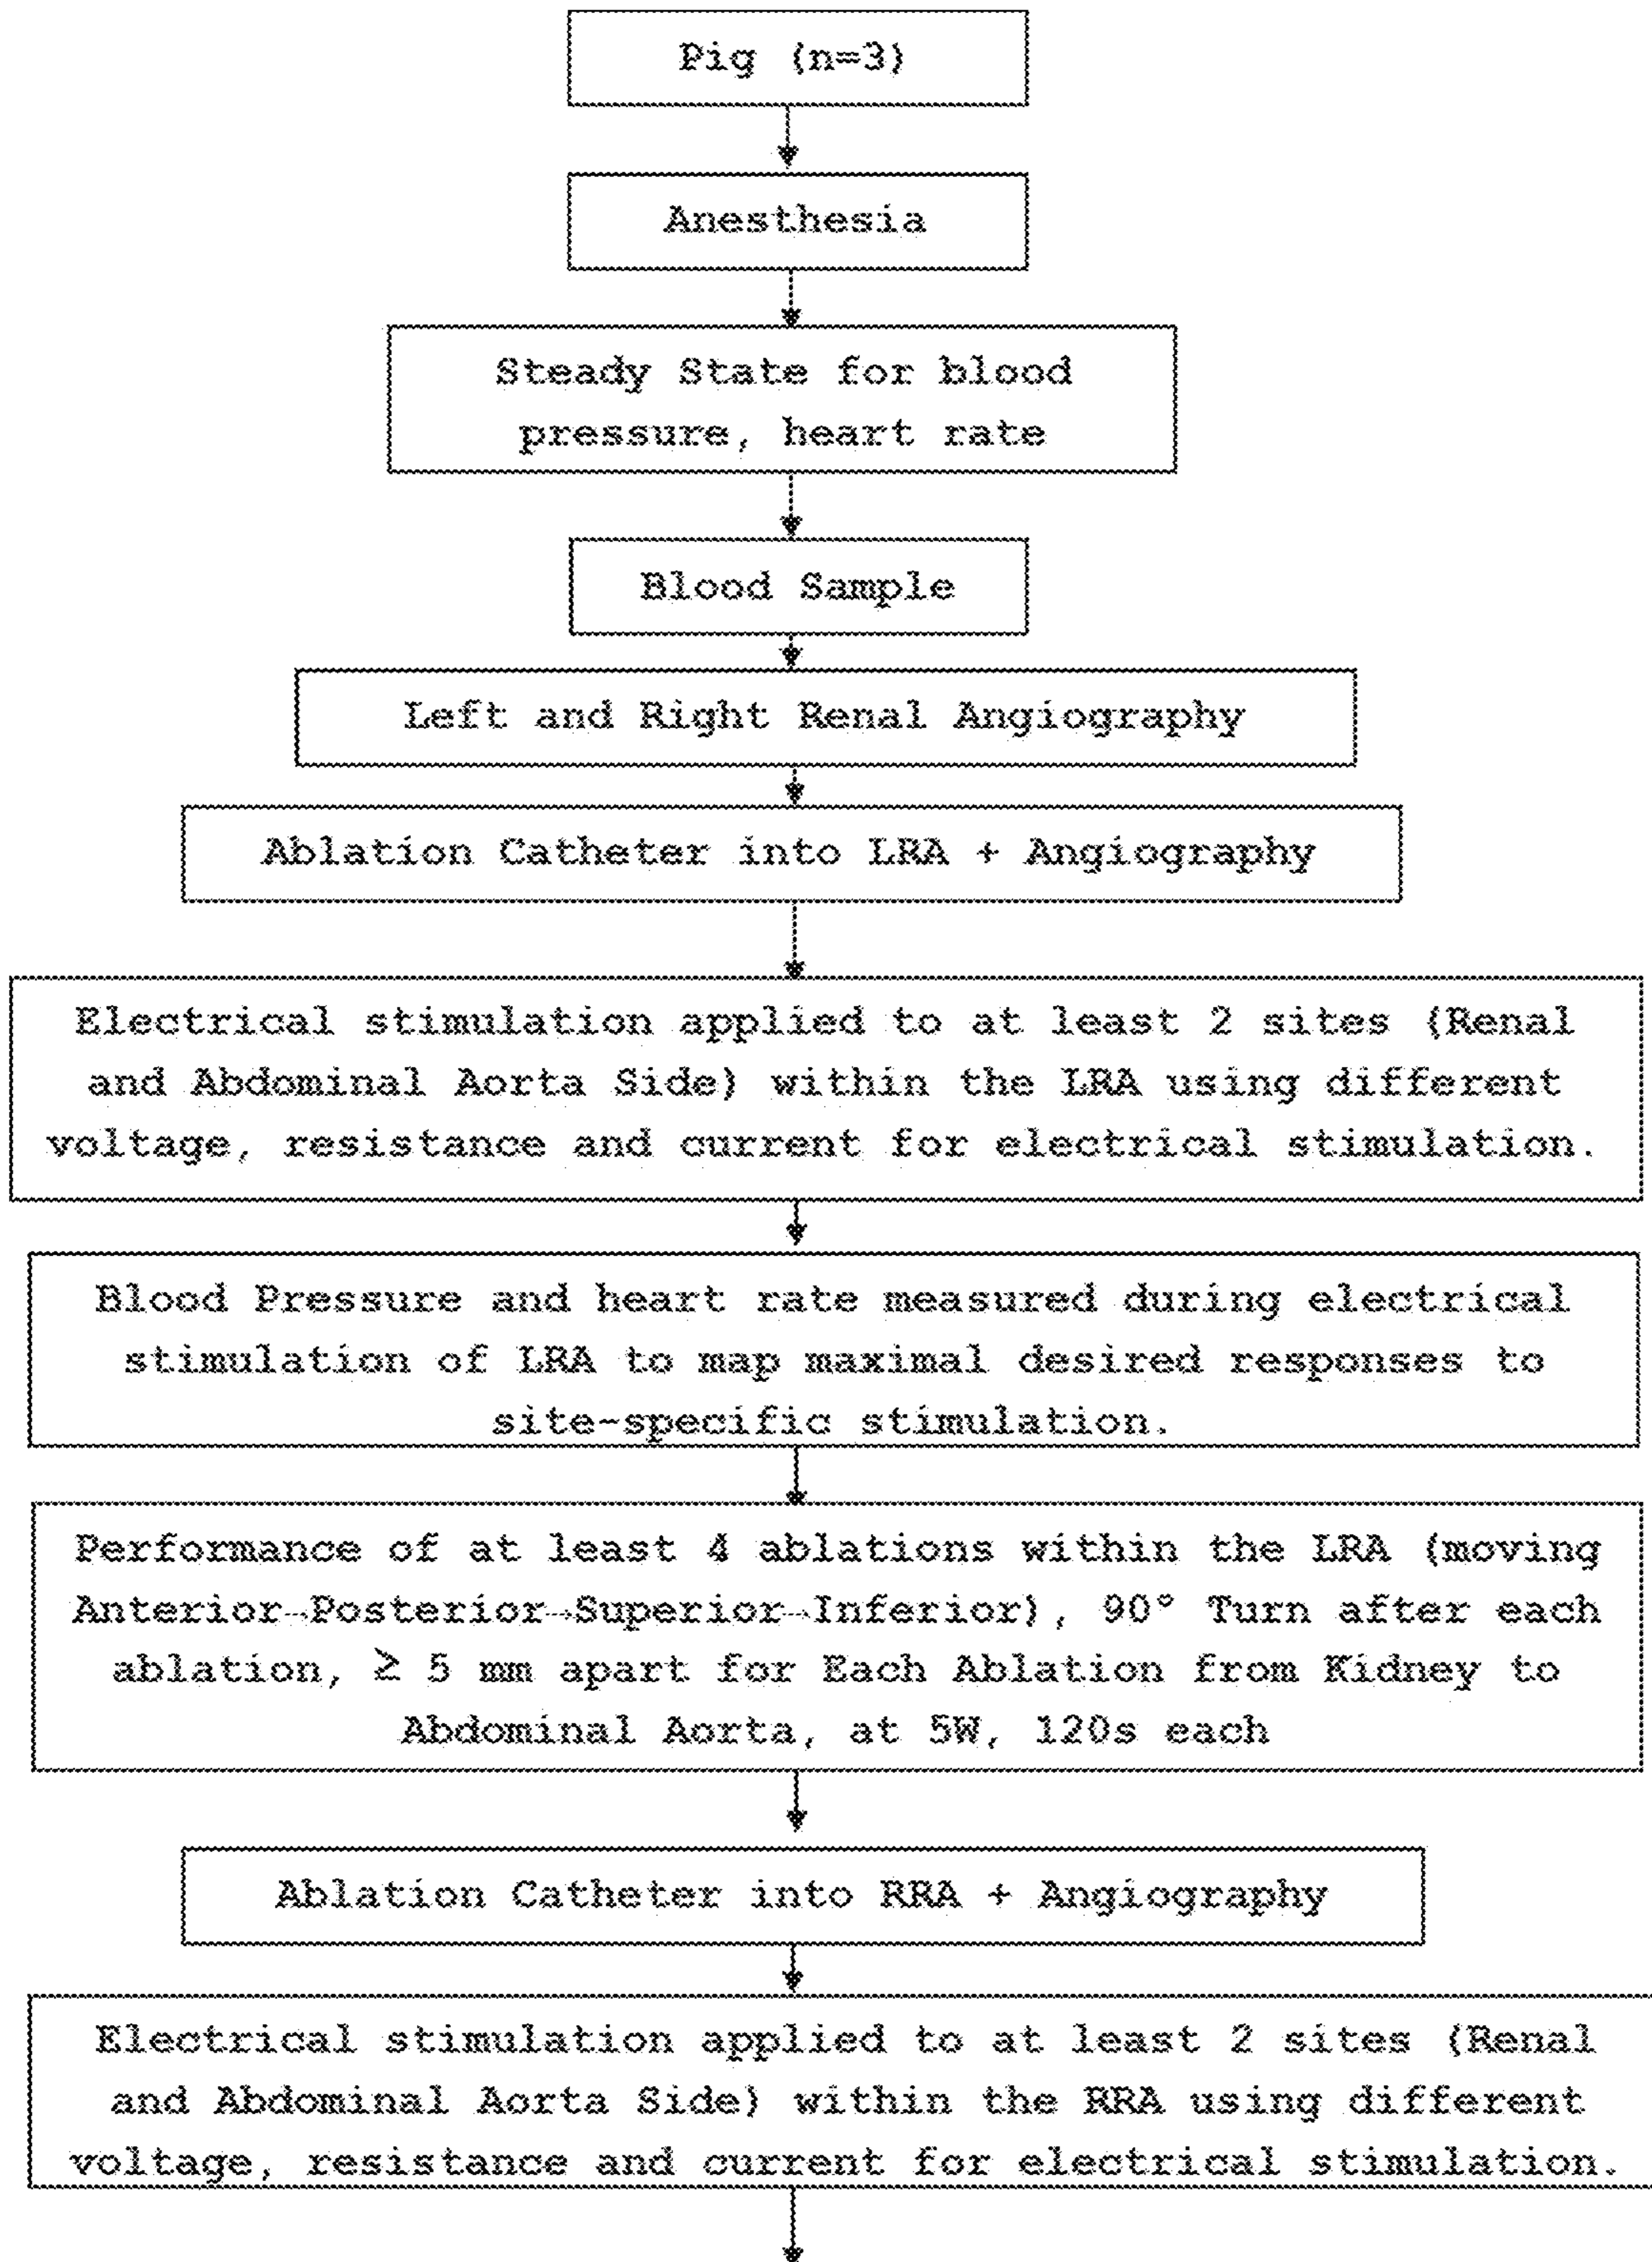 Pig (n=3)
Anesthesia
Steady State for blood
pressure, heart rate
Blood Sample
Left and Right Renal Angiography
Ablation Catheter into LRA + Angiography
Electrical stimulation applied to at least 2 sites (Renal
and Abdominal Aorta Side) within the LRA using different
voltage, resistance and current for electrical stimulation.
Blood Pressure and heart rate measured during electrical
stimulation of LRA to map maximal desired responses to
site-specific stimulation.
Performance of at least 4 ablations within the LRA (moving
Anterior→Posterior→Superior→Inferior), 90° Turn after each
ablation, ≥ 5 mm apart for Each Ablation from Kidney to
Abdominal Aorta, at 5W, 120s each
Ablation Catheter into RRA + Angiography
Electrical stimulation applied to at least 2 sites (Renal
and Abdominal Aorta Side) within the RRA using different
voltage, resistance and current for electrical stimulation.